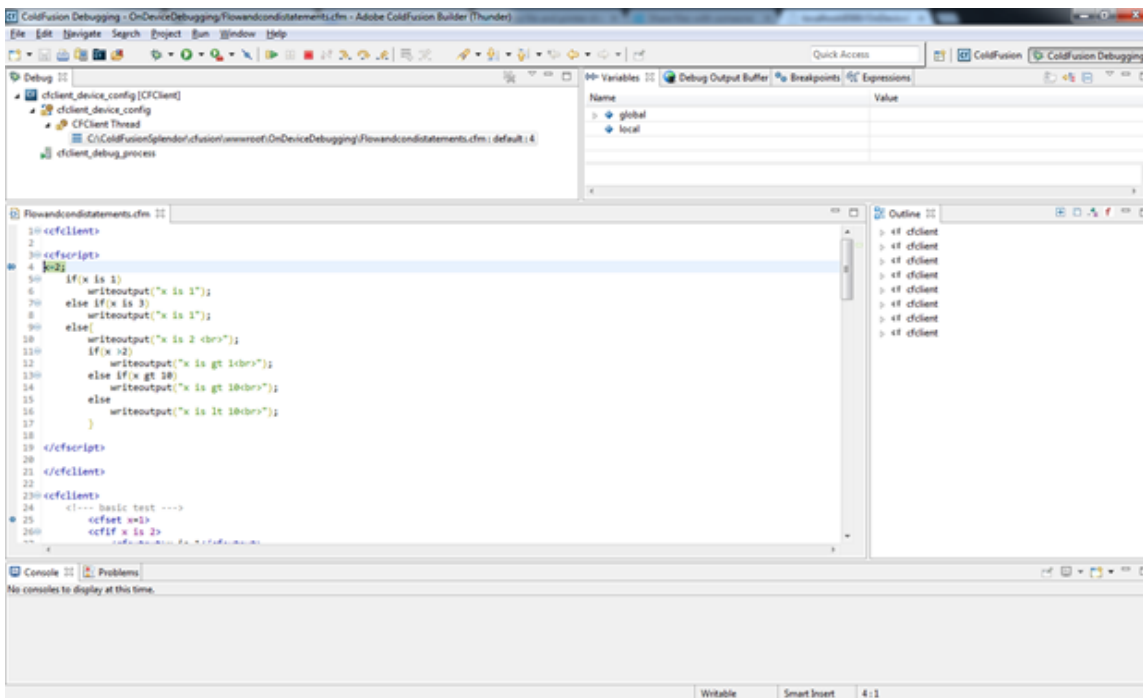 ColdFusion Debugging - OnDeviceDebugging/Flowandcondistatements.cfm - Adobe ColdFusion Builder (Thunder)
File Edit Navigate Search Project Run Window Help
Quick Access
ColdFusion
ColdFusion Debugging
Debug
Variables
Debug Output Buffer
Breakpoints
Expressions
cfclient_device_config [CFClient]
cfclient_device_config
CFClient Thread
C:\ColdFusionSplendor\cfusion\wwwroot\OnDeviceDebugging\Flowandcondistatements.cfm : default : 4
cfclient_debug_process
Name Value
global
local
Flowandcondistatements.cfm
1 <cfclient>
2
3 <cfscript>
4 x=2;
5 if(x is 1)
6 writeoutput("x is 1");
7 else if(x is 3)
8 writeoutput("x is 1");
9 else{
10 writeoutput("x is 2 <br>");
11 if(x >2)
12 writeoutput("x is gt 1<br>");
13 else if(x gt 10)
14 writeoutput("x is gt 10<br>");
15 else
16 writeoutput("x is lt 10<br>");
17 }
18
19 </cfscript>
20
21 </cfclient>
22
23 <cfclient>
24 <!--- basic test --->
25 <cfset x=1>
26 <cfif x is 2>
Outline
cfclient
cfclient
cfclient
cfclient
cfclient
cfclient
cfclient
cfclient
Console
Problems
No consoles to display at this time.
Writable Smart Insert 4 : 1